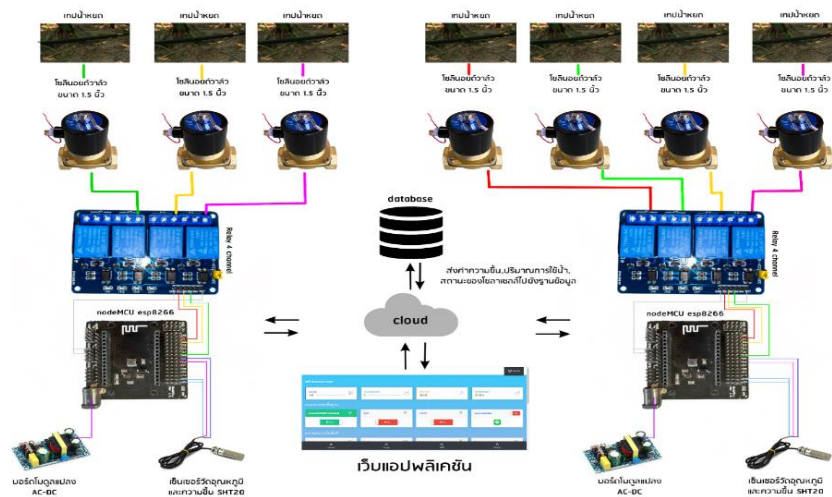 เทปน้ำหยด
เทปน้ำหยด
เทปน้ำหยด
เทปน้ำหยด
เทปน้ำหยด
เทปน้ำหยด
เทปน้ำหยด
โซลินอยด์วาล์ว
ขนาด 1.5 นิ้ว
โซลินอยด์วาล์ว
ขนาด 1.5 นิ้ว
โซลินอยด์วาล์ว
ขนาด 1.5 นิ้ว
โซลินอยด์วาล์ว
ขนาด 1.5 นิ้ว
โซลินอยด์วาล์ว
ขนาด 1.5 นิ้ว
โซลินอยด์วาล์ว
ขนาด 1.5 นิ้ว
โซลินอยด์วาล์ว
ขนาด 1.5 นิ้ว
database
Relay 4 channel
Relay 4 channel
ส่งค่าความชื้น,ปริมาณการใช้น้ำ,
สถานะของโซลาเซลล์ไปยังฐานข้อมูล
nodeMCU esp8266
cloud
nodeMCU esp8266
เว็บแอปพลิเคชัน
บอร์ดโมดูลแปลง
AC-DC
เซ็นเซอร์วัดอุณหภูมิ
และความชื้น SHT20
บอร์ดโมดูลแปลง
AC-DC
เซ็นเซอร์วัดอุณหภูมิ
และความชื้น SHT20